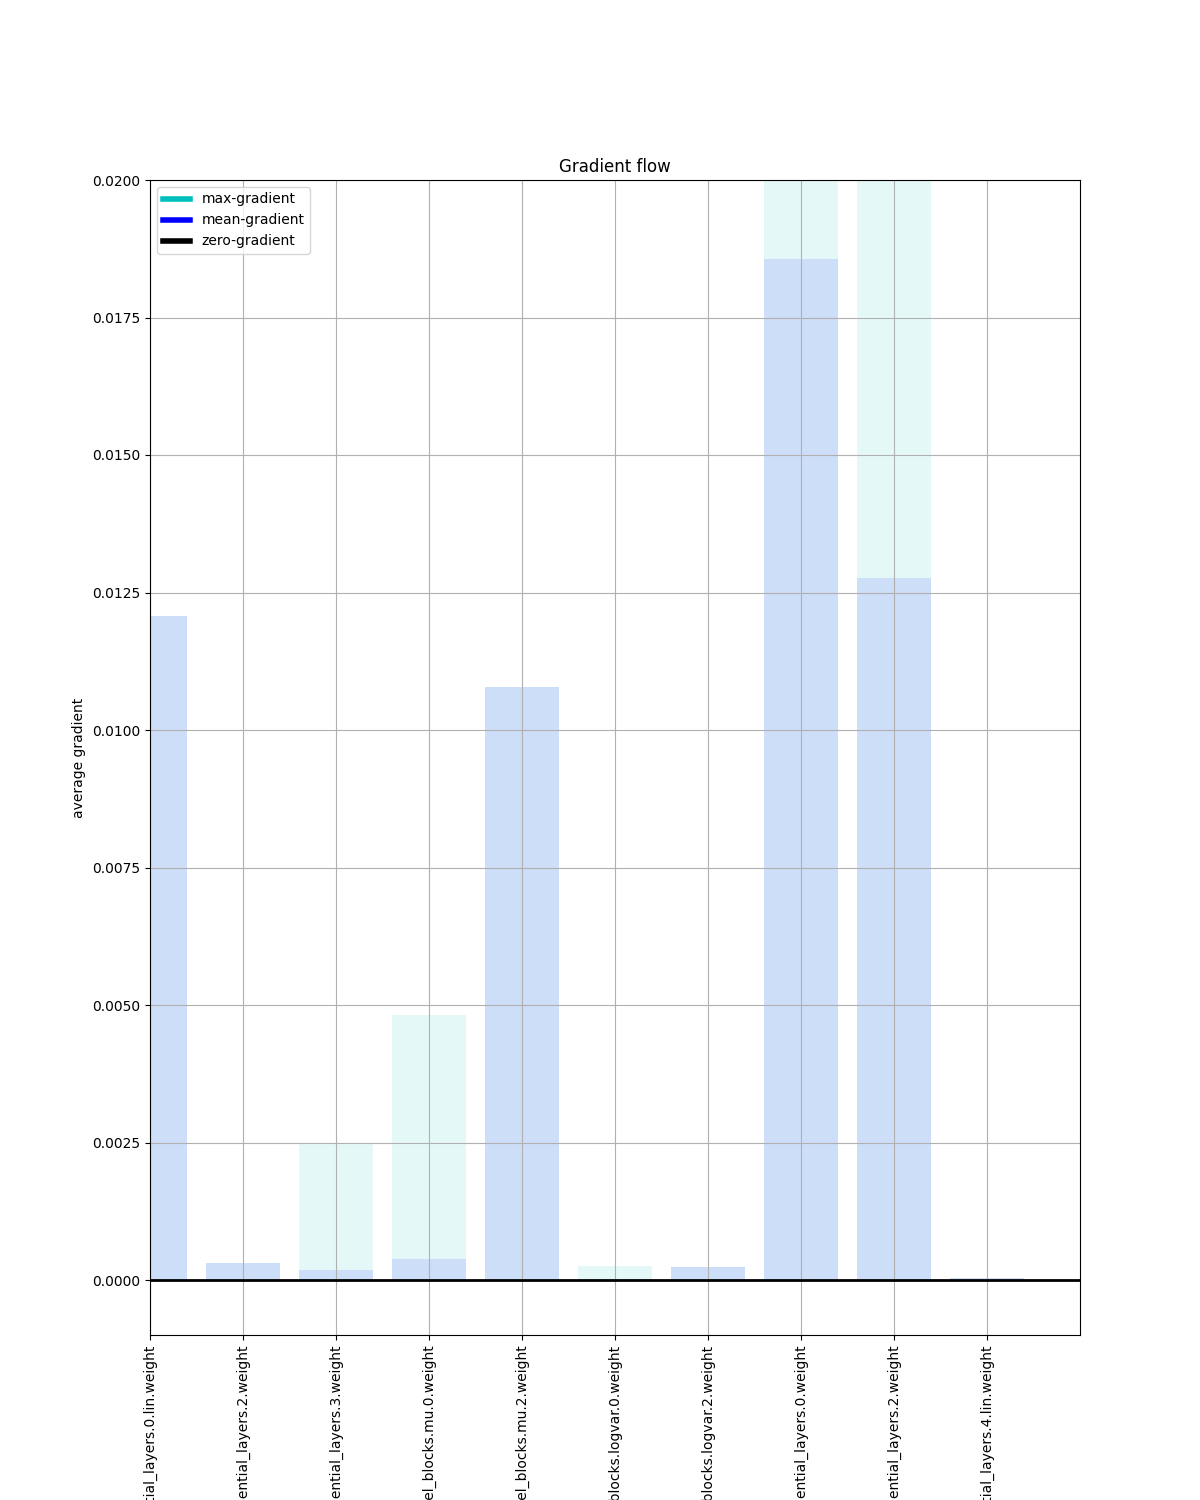 Gradient flow
max-gradient
mean-gradient
zero-gradient
0.0200
0.0175
0.0150
0.0125
0.0100
0.0075
0.0050
0.0025
0.0000
average gradient
tial_layers.0.lin.weight
ential_layers.2.weight
ential_layers.3.weight
el_blocks.mu.0.weight
el_blocks.mu.2.weight
blocks.logvar.0.weight
blocks.logvar.2.weight
ential_layers.0.weight
ential_layers.2.weight
tial_layers.4.lin.weight